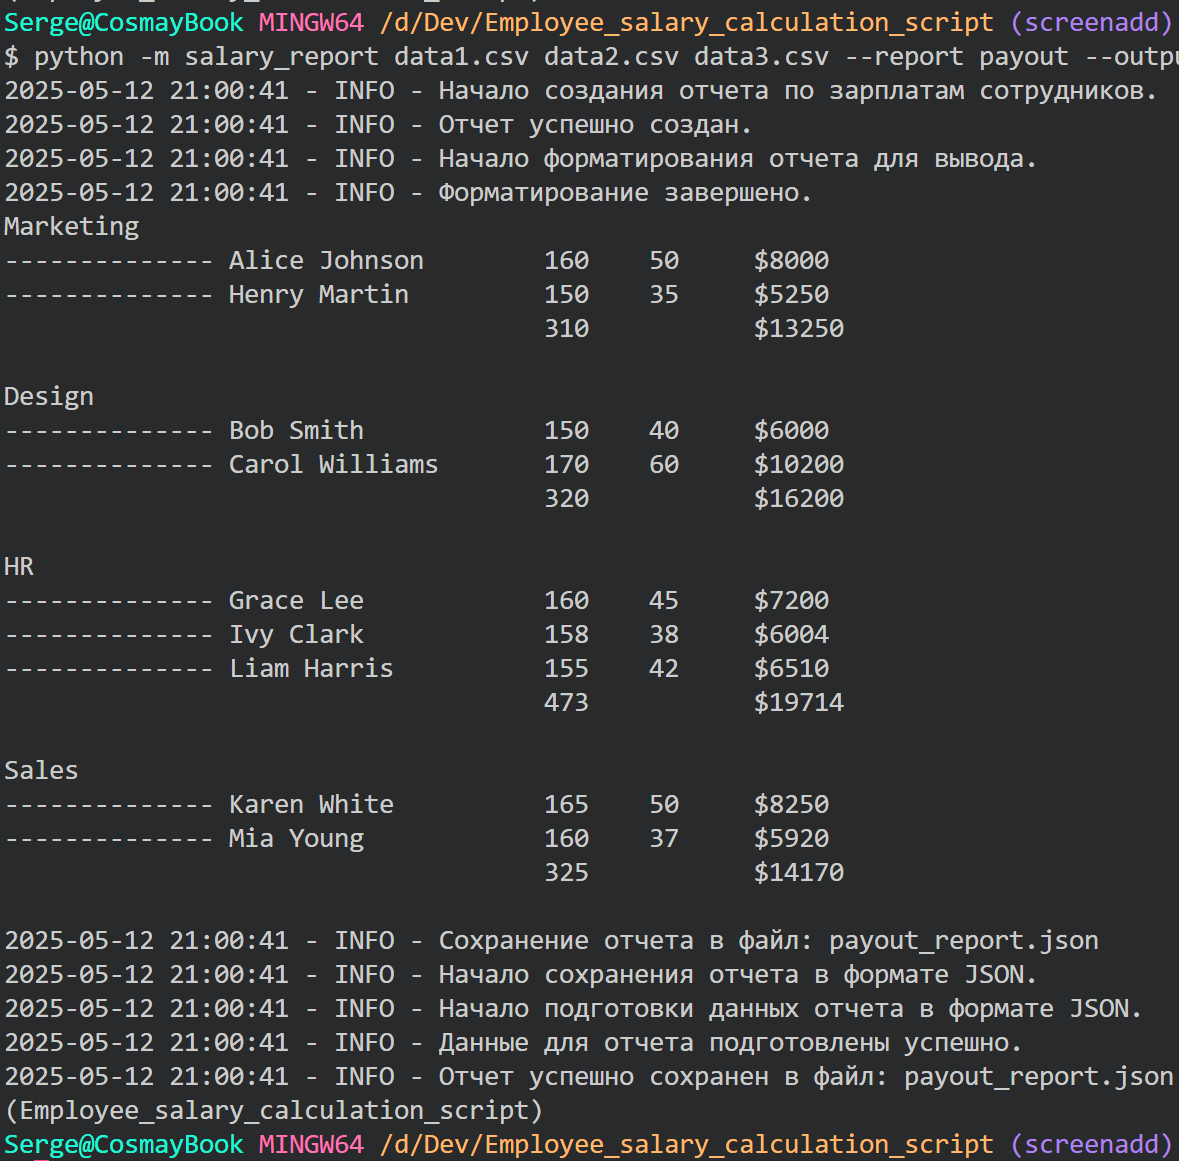 Serge@CosmayBook MINGW64 /d/Dev/Employee_salary_calculation_script (screenadd)
$ python -m salary_report data1.csv data2.csv data3.csv --report payout
2025-05-12 21:00:41 - INFO - Начало создания отчета по зарплатам сотрудников.
2025-05-12 21:00:41 - INFO - Отчет успешно создан.
2025-05-12 21:00:41 - INFO - Начало форматирования отчета для вывода.
2025-05-12 21:00:41 - INFO - Форматирование завершено.
Marketing
-------------- Alice Johnson 160 50 $8000
-------------- Henry Martin 150 35 $5250
310 $13250
Design
-------------- Bob Smith 150 40 $6000
-------------- Carol Williams 170 60 $10200
320 $16200
HR
-------------- Grace Lee 160 45 $7200
-------------- Ivy Clark 158 38 $6004
-------------- Liam Harris 155 42 $6510
473 $19714
Sales
-------------- Karen White 165 50 $8250
-------------- Mia Young 160 37 $5920
325 $14170
2025-05-12 21:00:41 - INFO - Сохранение отчета в файл: payout_report.json
2025-05-12 21:00:41 - INFO - Начало сохранения отчета в формате JSON.
2025-05-12 21:00:41 - INFO - Начало подготовки данных отчета в формате JSON.
2025-05-12 21:00:41 - INFO - Данные для отчета подготовлены успешно.
2025-05-12 21:00:41 - INFO - Отчет успешно сохранен в файл: payout_report.json
(Employee_salary_calculation_script)
Serge@CosmayBook MINGW64 /d/Dev/Employee_salary_calculation_script (screenadd)